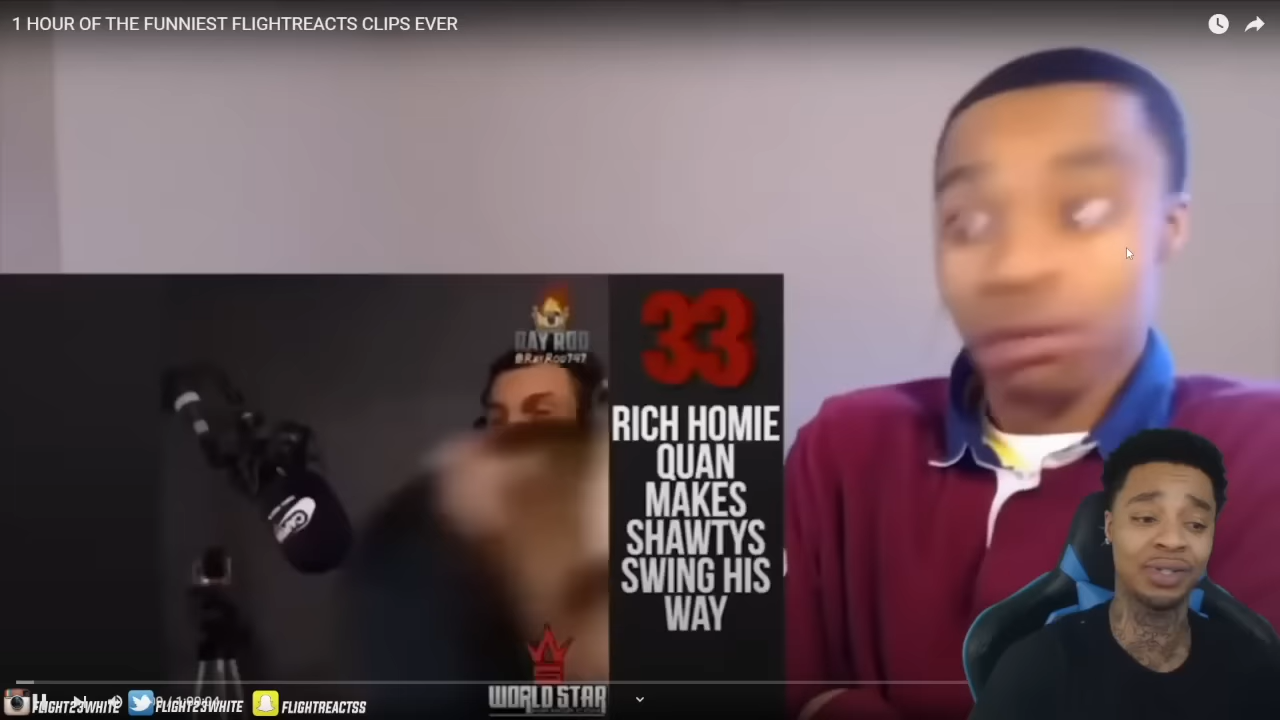 1 HOUR OF THE FUNNIEST FLIGHTREACTS CLIPS EVER
RAY ROD
@RayRod747
33
RICH HOMIE
QUAN
MAKES
SHAWTYS
SWING HIS
WAY
WORLD STAR
FLIGHT23WHITE
FLIGHT23WHITE
FLIGHTREACTSS